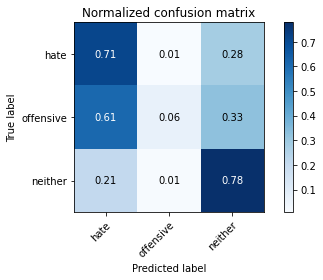 Normalized confusion matrix
True label
hate
0.71 0.01 0.28
offensive
0.61 0.06 0.33
neither
0.21 0.01 0.78
hate
offensive
neither
Predicted label
0.7
0.6
0.5
0.4
0.3
0.2
0.1